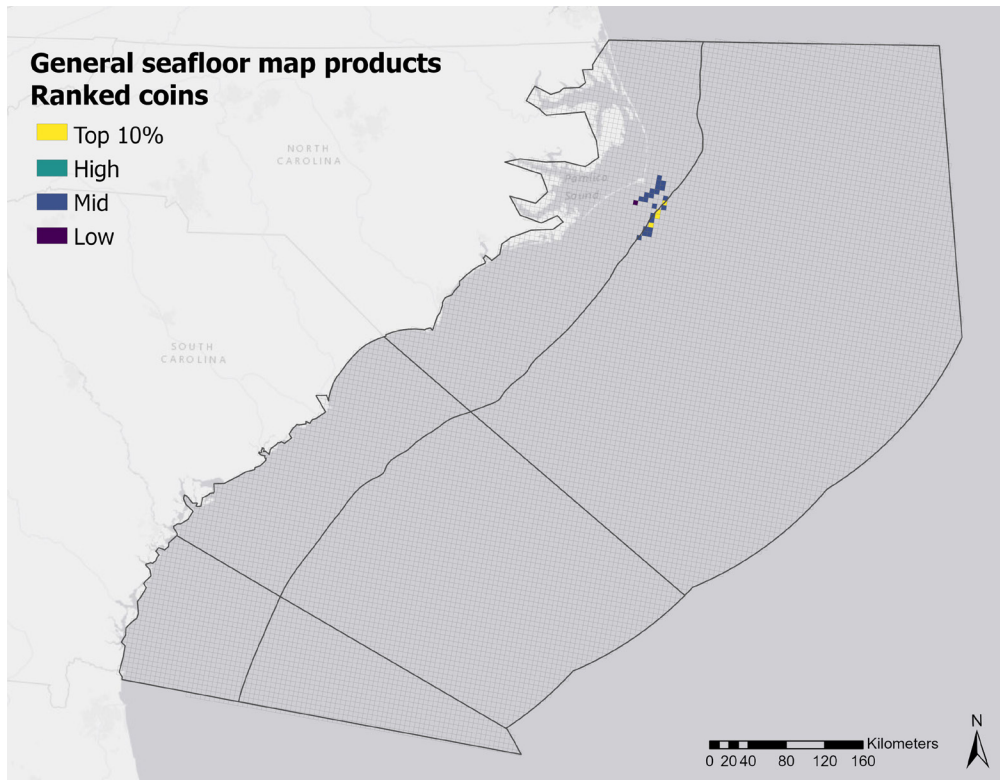 General seafloor map products
Ranked coins
Top 10%
High
Mid
Low
NORTH
CAROLINA
Pamlico
Sound
SOUTH
CAROLINA
N
Kilometers
0 20 40 80 120 160